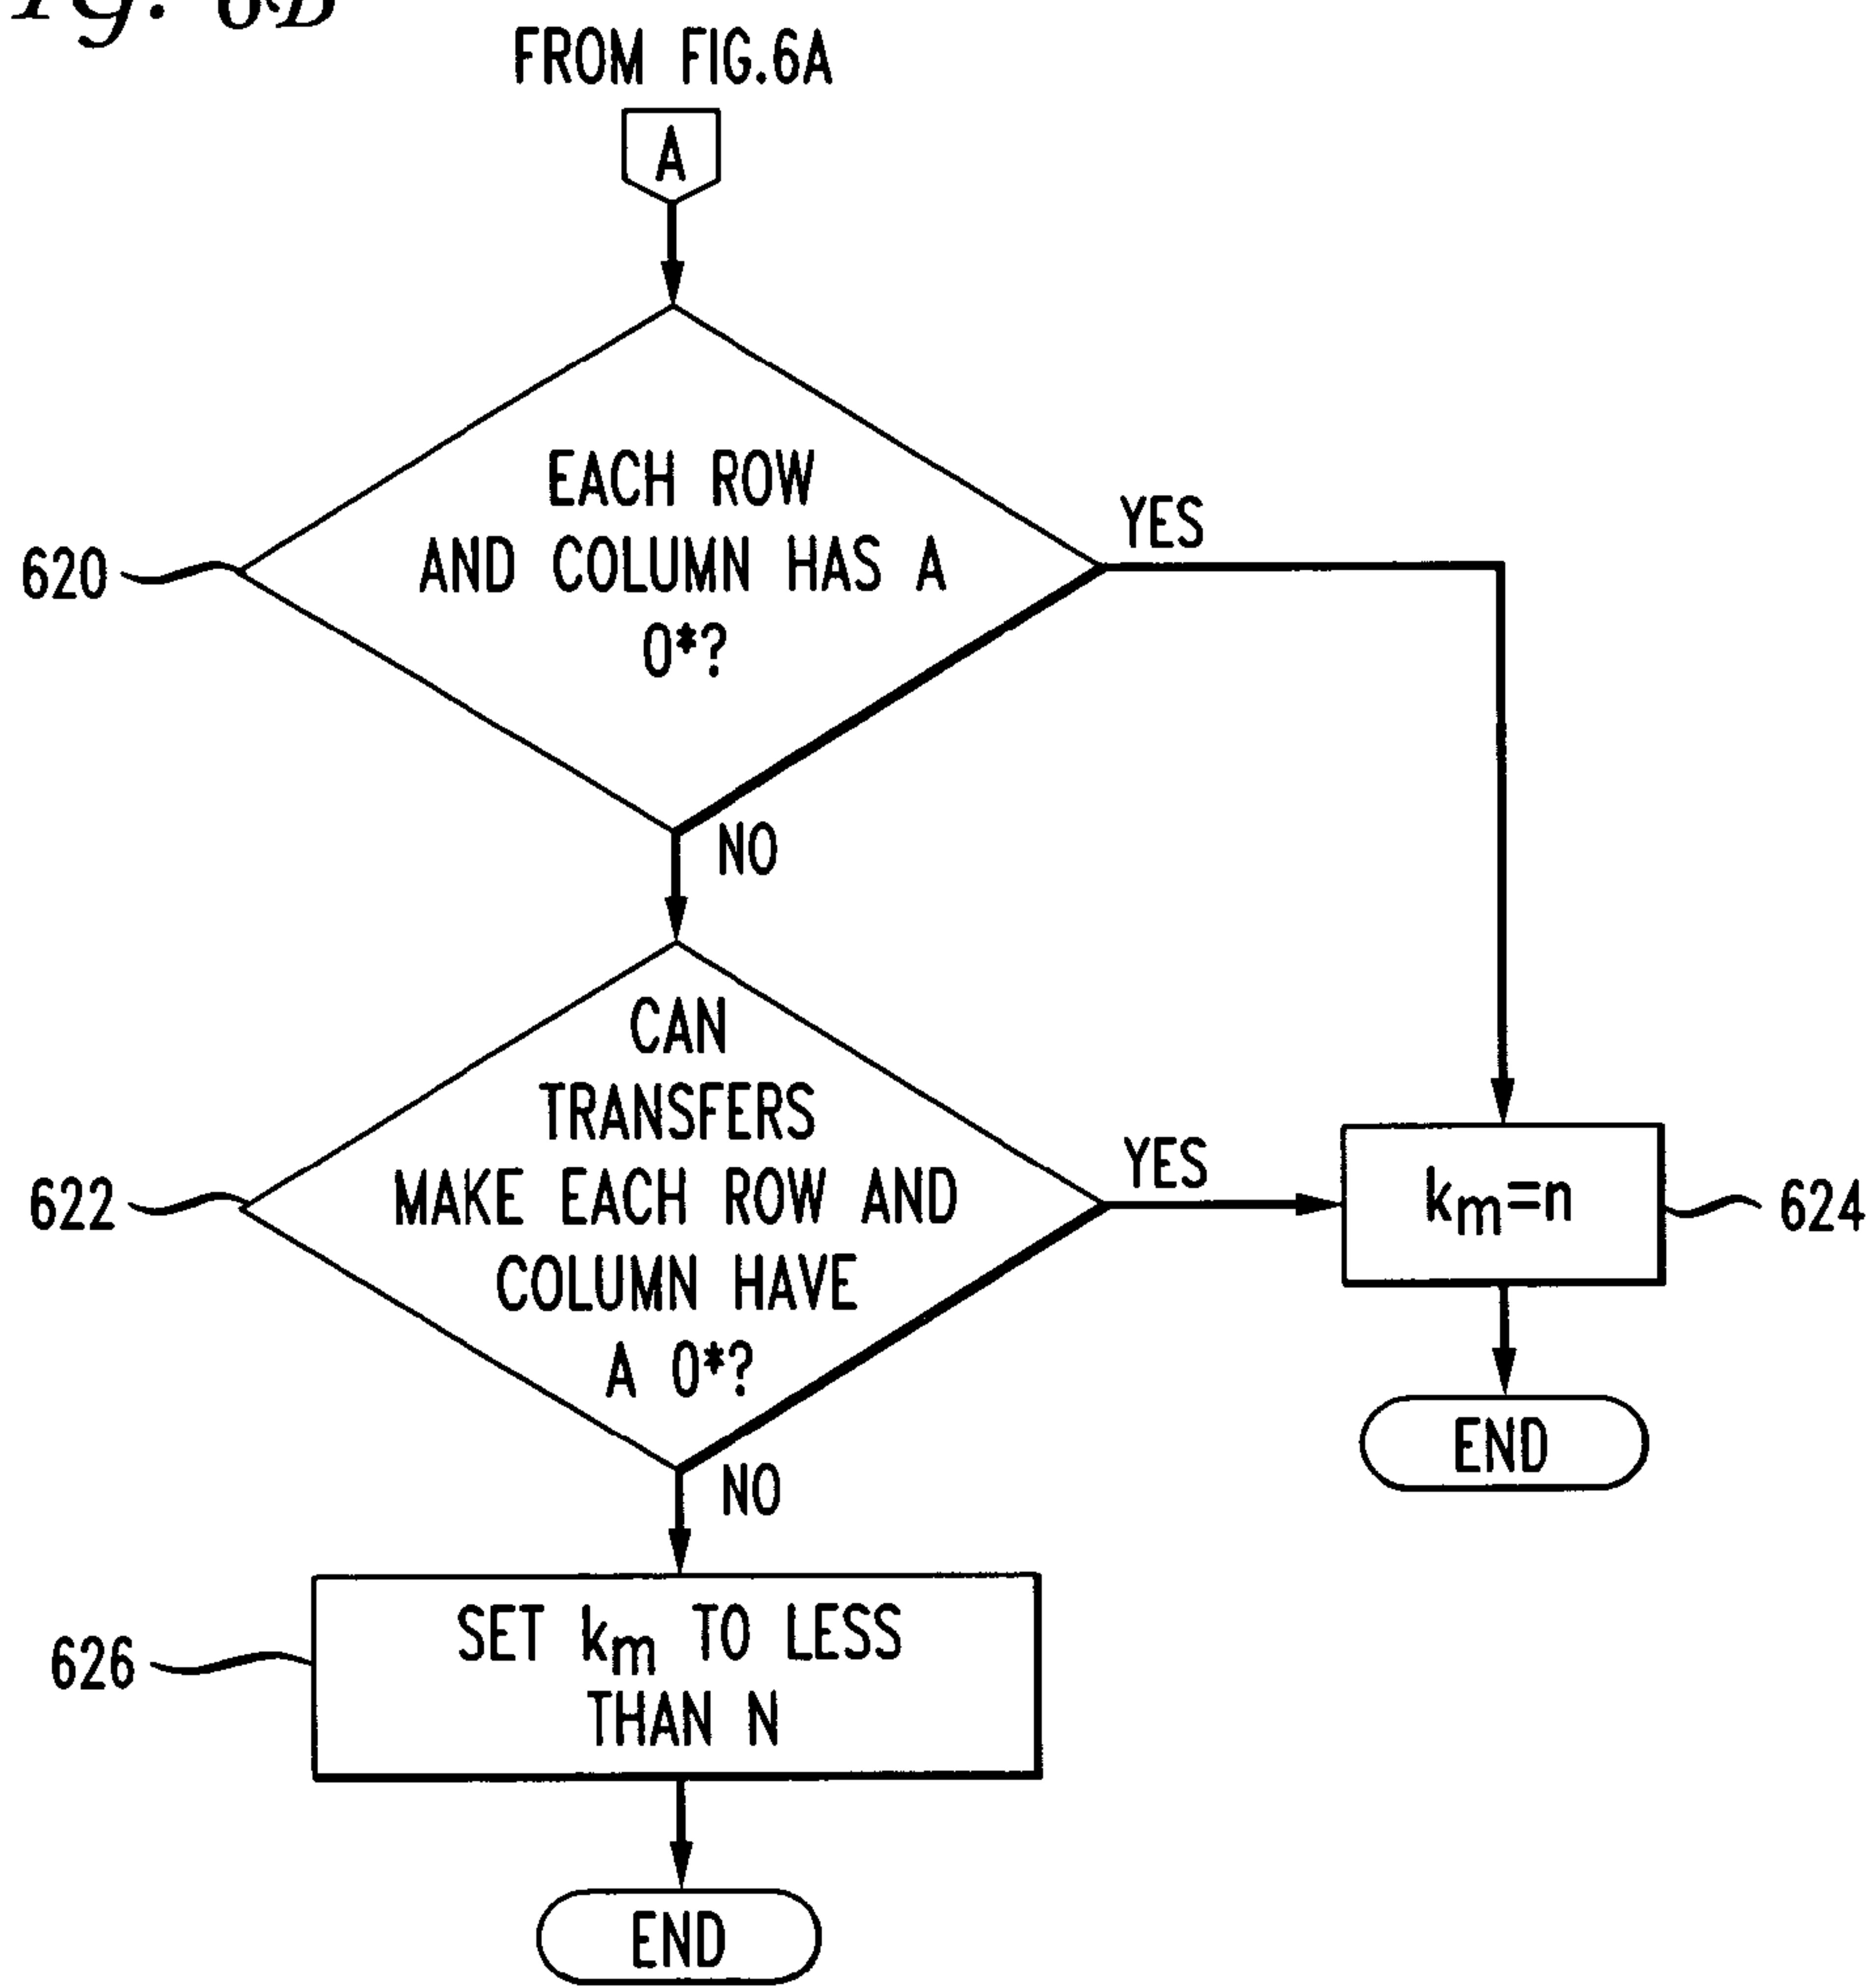 FROM FIG.6A
A
EACH ROW
AND COLUMN HAS A
0*?
620
YES
NO
CAN
TRANSFERS
MAKE EACH ROW AND
COLUMN HAVE
A 0*?
622
YES
km=n
624
END
NO
SET km TO LESS
THAN N
626
END